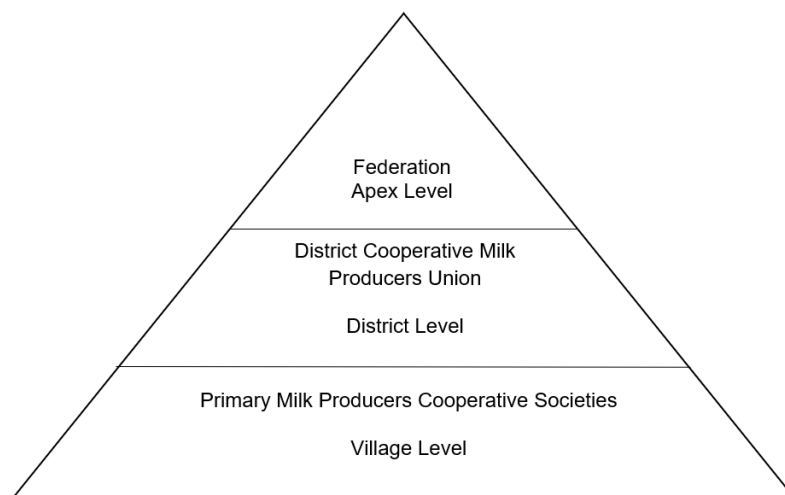 Federation
Apex Level
District Cooperative Milk
Producers Union
District Level
Primary Milk Producers Cooperative Societies
Village Level